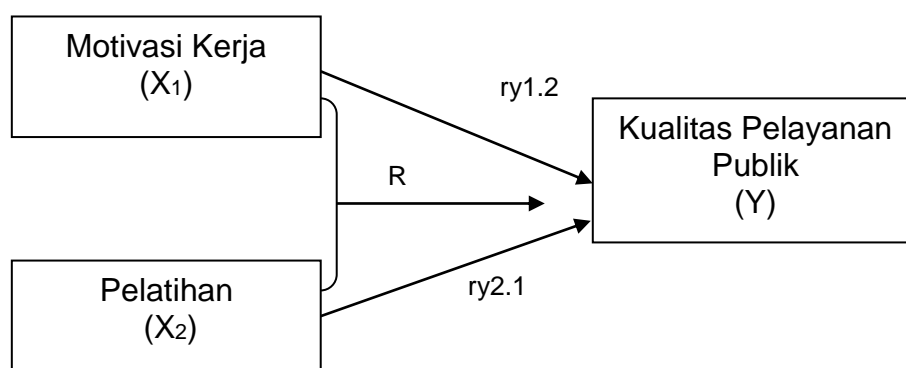 Motivasi Kerja
(X₁)
ry1.2
Kualitas Pelayanan
Publik
(Y)
R
Pelatihan
(X₂)
ry2.1